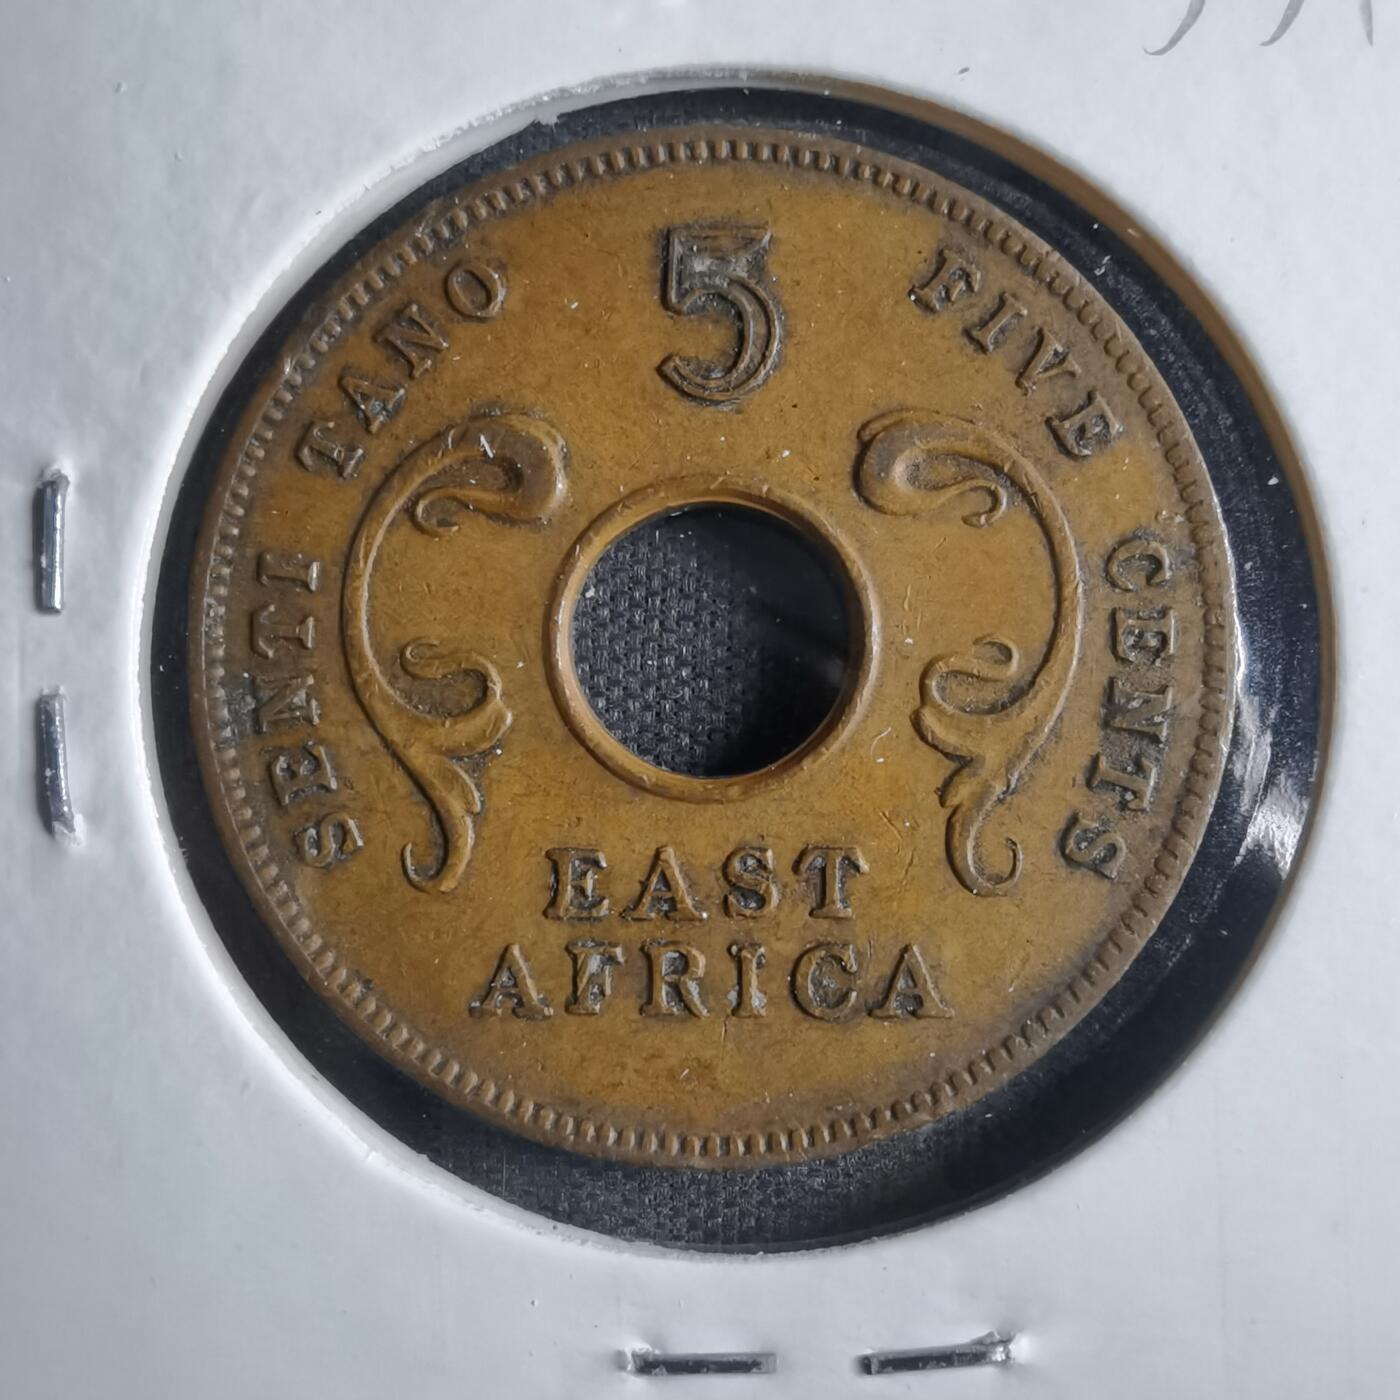 5
SENTI TANO
FIVE CENTS
EAST
AFRICA